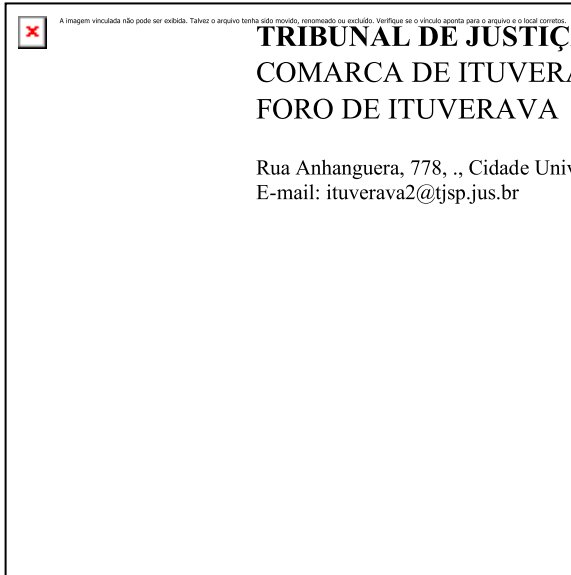 A imagem vinculada não pode ser exibida. Talvez o arquivo tenha sido movido, renomeado ou excluído. Verifique se o vínculo aponta para o arquivo e o local corretos.
TRIBUNAL DE JUSTIÇ
COMARCA DE ITUVERA
FORO DE ITUVERAVA
Rua Anhanguera, 778, ., Cidade Univ
E-mail: ituverava2@tjsp.jus.br